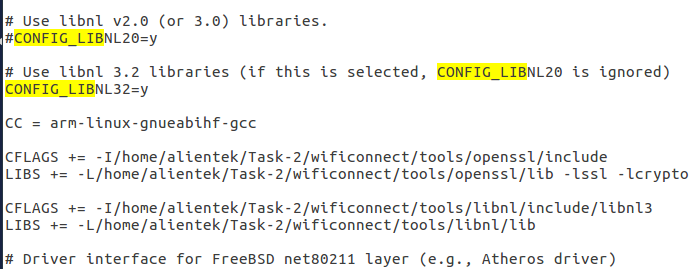 # Use libnl v2.0 (or 3.0) libraries.
#CONFIG_LIBNL20=y
# Use libnl 3.2 libraries (if this is selected, CONFIG_LIBNL20 is ignored)
CONFIG_LIBNL32=y
CC = arm-linux-gnueabihf-gcc
CFLAGS += -I/home/alientek/Task-2/wificonnect/tools/openssl/include
LIBS += -L/home/alientek/Task-2/wificonnect/tools/openssl/lib -lssl -lcrypto
CFLAGS += -I/home/alientek/Task-2/wificonnect/tools/libnl/include/libnl3
LIBS += -L/home/alientek/Task-2/wificonnect/tools/libnl/lib
# Driver interface for FreeBSD net80211 layer (e.g., Atheros driver)